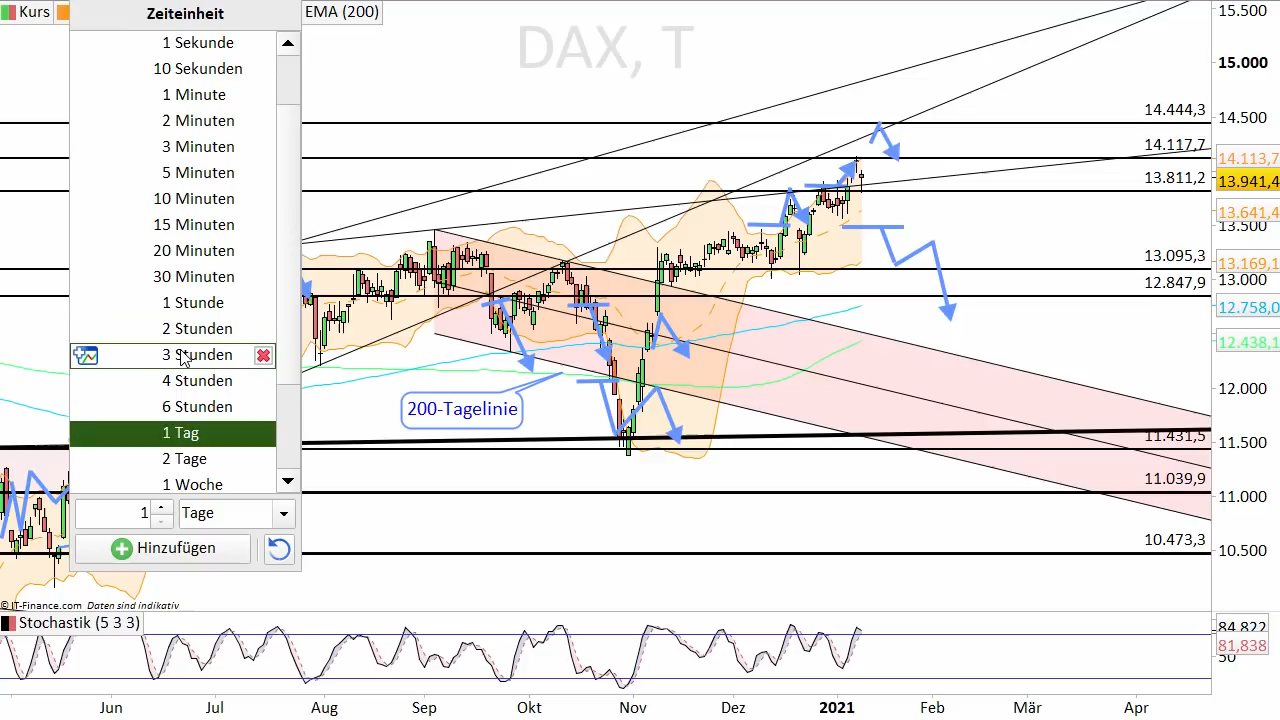 Kurs
EMA (200)
Zeiteinheit
1 Sekunde
10 Sekunden
1 Minute
2 Minuten
3 Minuten
5 Minuten
10 Minuten
15 Minuten
20 Minuten
30 Minuten
1 Stunde
2 Stunden
3 Stunden
4 Stunden
6 Stunden
1 Tag
2 Tage
1 Woche
1
Tage
Hinzufügen
DAX, T
200-Tagelinie
14.444,3
14.117,7
13.811,2
13.095,3
12.847,9
11.431,5
11.039,9
10.473,3
15.500
15.000
14.500
14.113,7
13.941,4
13.641,4
13.500
13.169,1
13.000
12.758,0
12.438,1
12.000
11.500
11.000
10.500
© IT-Finance.com Daten sind indikativ
Stochastik (5 3 3)
84,822
81,838
50
Jun
Jul
Aug
Sep
Okt
Nov
Dez
2021
Feb
Mär
Apr